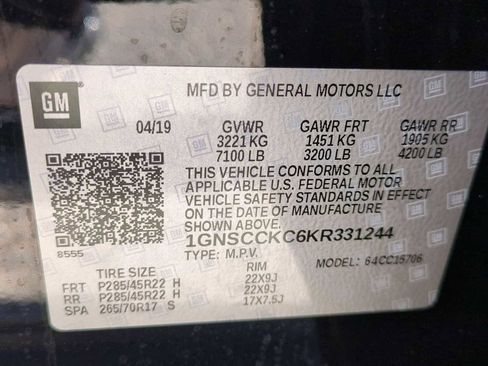 GM
MFD BY GENERAL MOTORS LLC
04/19 GVWR GAWR FRT GAWR RR
3221 KG 1451 KG 1905 KG
7100 LB 3200 LB 4200 LB
THIS VEHICLE CONFORMS TO ALL
APPLICABLE U.S. FEDERAL MOTOR
VEHICLE SAFETY STANDARDS IN EFFECT
ON THE DATE OF MANUFACTURE
SHOWN ABOVE.
1GNSCCKC6KR331244
8555 TYPE: M.P.V. MODEL: 64CC15706
TIRE SIZE RIM
FRT P285/45R22 H 22X9J
RR P285/45R22 H 22X9J
SPA 265/70R17 S 17X7.5J